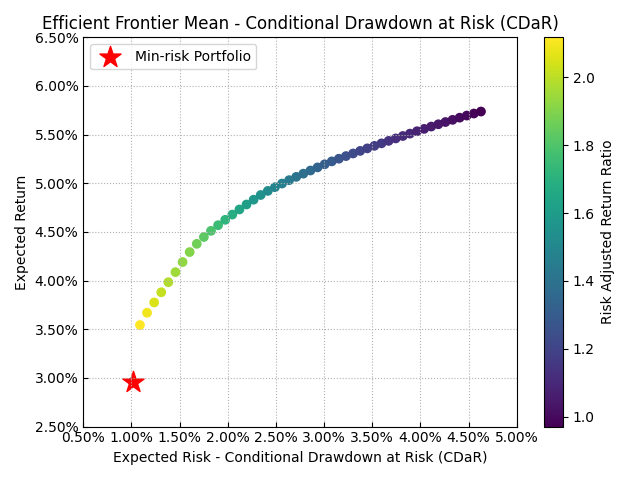 Efficient Frontier Mean - Conditional Drawdown at Risk (CDaR)
Min-risk Portfolio
6.50%
6.00%
5.50%
5.00%
4.50%
4.00%
3.50%
3.00%
2.50%
Expected Return
0.50% 1.00% 1.50% 2.00% 2.50% 3.00% 3.50% 4.00% 4.50% 5.00%
Expected Risk - Conditional Drawdown at Risk (CDaR)
2.0
1.8
1.6
1.4
1.2
1.0
Risk Adjusted Return Ratio